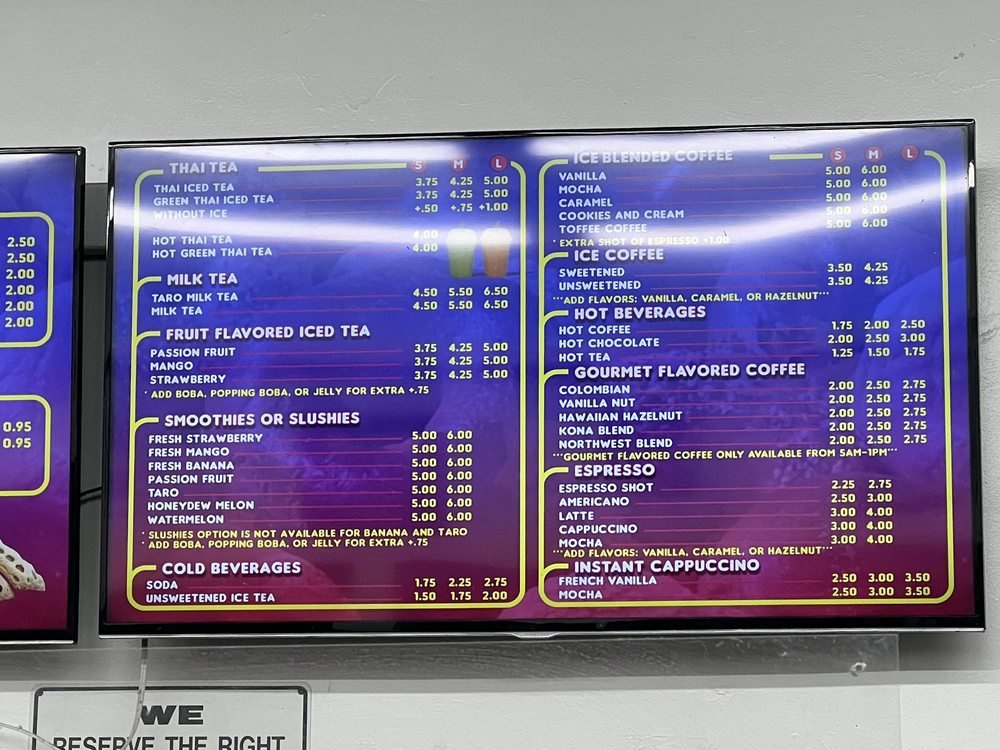 2.50
2.50
2.00
2.00
2.00
2.00
0.95
0.95
THAI TEA S M L
THAI ICED TEA 3.75 4.25 5.00
GREEN THAI ICED TEA 3.75 4.25 5.00
WITHOUT ICE +.50 +.75 +1.00
HOT THAI TEA 4.00
HOT GREEN THAI TEA 4.00
MILK TEA
TARO MILK TEA 4.50 5.50 6.50
MILK TEA 4.50 5.50 6.50
FRUIT FLAVORED ICED TEA
PASSION FRUIT 3.75 4.25 5.00
MANGO 3.75 4.25 5.00
STRAWBERRY 3.75 4.25 5.00
* ADD BOBA, POPPING BOBA, OR JELLY FOR EXTRA +.75
SMOOTHIES OR SLUSHIES
FRESH STRAWBERRY 5.00 6.00
FRESH MANGO 5.00 6.00
FRESH BANANA 5.00 6.00
PASSION FRUIT 5.00 6.00
TARO 5.00 6.00
HONEYDEW MELON 5.00 6.00
WATERMELON 5.00 6.00
* SLUSHIES OPTION IS NOT AVAILABLE FOR BANANA AND TARO
* ADD BOBA, POPPING BOBA, OR JELLY FOR EXTRA +.75
COLD BEVERAGES
SODA 1.75 2.25 2.75
UNSWEETENED ICE TEA 1.50 1.75 2.00
ICE BLENDED COFFEE S M L
VANILLA 5.00 6.00
MOCHA 5.00 6.00
CARAMEL 5.00 6.00
COOKIES AND CREAM 5.00 6.00
TOFFEE COFFEE 5.00 6.00
* EXTRA SHOT OF ESPRESSO +1.00
ICE COFFEE
SWEETENED 3.50 4.25
UNSWEETENED 3.50 4.25
***ADD FLAVORS: VANILLA, CARAMEL, OR HAZELNUT***
HOT BEVERAGES
HOT COFFEE 1.75 2.00 2.50
HOT CHOCOLATE 2.00 2.50 3.00
HOT TEA 1.25 1.50 1.75
GOURMET FLAVORED COFFEE
COLOMBIAN 2.00 2.50 2.75
VANILLA NUT 2.00 2.50 2.75
HAWAIIAN HAZELNUT 2.00 2.50 2.75
KONA BLEND 2.00 2.50 2.75
NORTHWEST BLEND 2.00 2.50 2.75
***GOURMET FLAVORED COFFEE ONLY AVAILABLE FROM 5AM-1PM***
ESPRESSO
ESPRESSO SHOT 2.25 2.75
AMERICANO 2.50 3.00
LATTE 3.00 4.00
CAPPUCCINO 3.00 4.00
MOCHA 3.00 4.00
***ADD FLAVORS: VANILLA, CARAMEL, OR HAZELNUT***
INSTANT CAPPUCCINO
FRENCH VANILLA 2.50 3.00 3.50
MOCHA 2.50 3.00 3.50
WE
RESERVE THE RIGHT